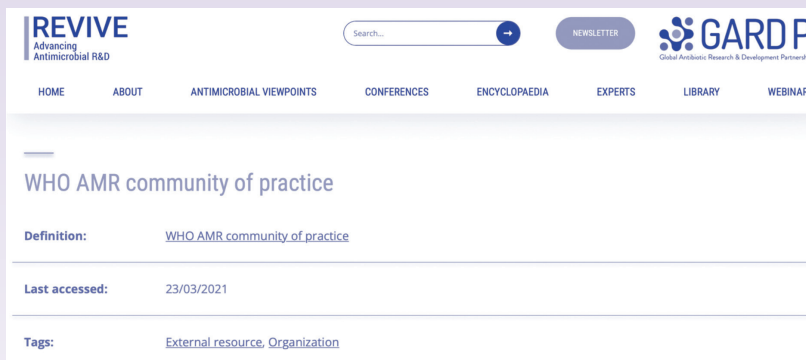 REVIVE
Advancing
Antimicrobial R&D
Search...
NEWSLETTER
GARD P
Global Antibiotic Research & Development Partnersh
HOME ABOUT ANTIMICROBIAL VIEWPOINTS CONFERENCES ENCYCLOPAEDIA EXPERTS LIBRARY WEBINAR
WHO AMR community of practice
Definition: WHO AMR community of practice
Last accessed: 23/03/2021
Tags: External resource, Organization